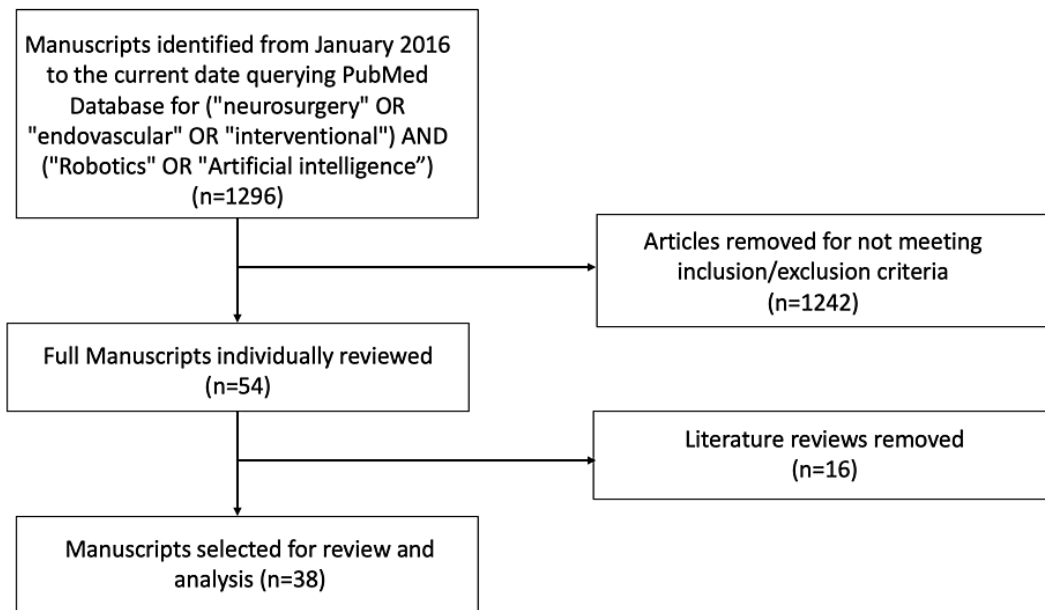 Manuscripts identified from January 2016
to the current date querying PubMed
Database for ("neurosurgery" OR
"endovascular" OR "interventional") AND
("Robotics" OR "Artificial intelligence”)
(n=1296)
Articles removed for not meeting
inclusion/exclusion criteria
(n=1242)
Full Manuscripts individually reviewed
(n=54)
Literature reviews removed
(n=16)
Manuscripts selected for review and
analysis (n=38)